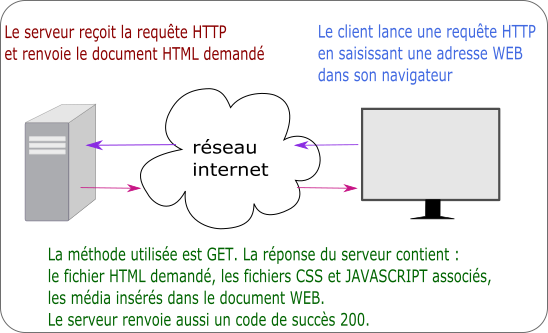 Le serveur reçoit la requête HTTP
et renvoie le document HTML demandé
Le client lance une requête HTTP
en saisissant une adresse WEB
dans son navigateur
réseau
internet
La méthode utilisée est GET. La réponse du serveur contient :
le fichier HTML demandé, les fichiers CSS et JAVASCRIPT associés,
les média insérés dans le document WEB.
Le serveur renvoie aussi un code de succès 200.